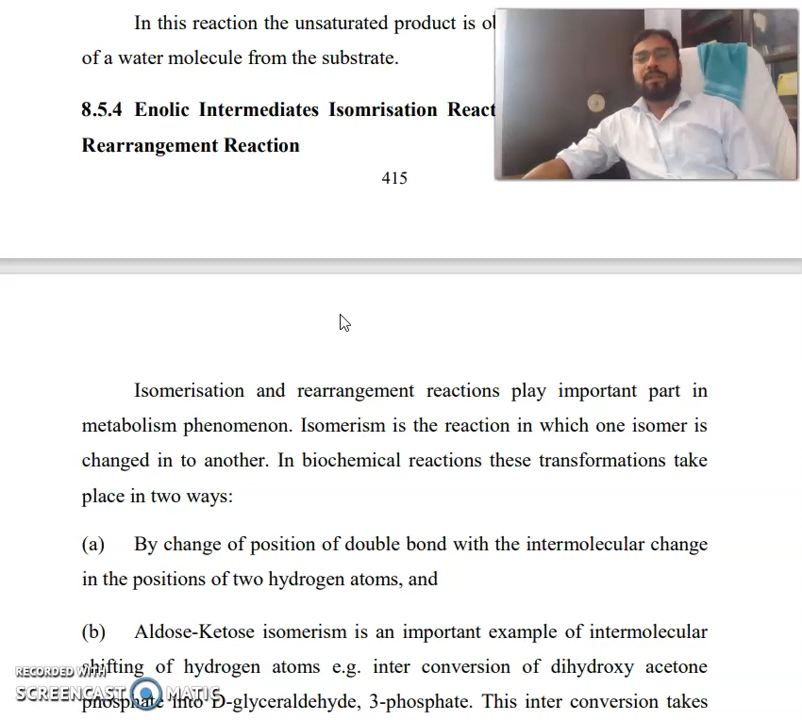 In this reaction the unsaturated product is
of a water molecule from the substrate.
8.5.4 Enolic Intermediates Isomrisation
Rearrangement Reaction
415
Isomerisation and rearrangement reactions play important part in
metabolism phenomenon. Isomerism is the reaction in which one isomer is
changed in to another. In biochemical reactions these transformations take
place in two ways:
(a) By change of position of double bond with the intermolecular change
in the positions of two hydrogen atoms, and
(b) Aldose-Ketose isomerism is an important example of intermolecular
shifting of hydrogen atoms e.g. inter conversion of dihydroxy acetone
phosphate into D-glyceraldehyde, 3-phosphate. This inter conversion takes
RECORDED WITH
SCREENCAST MATIC